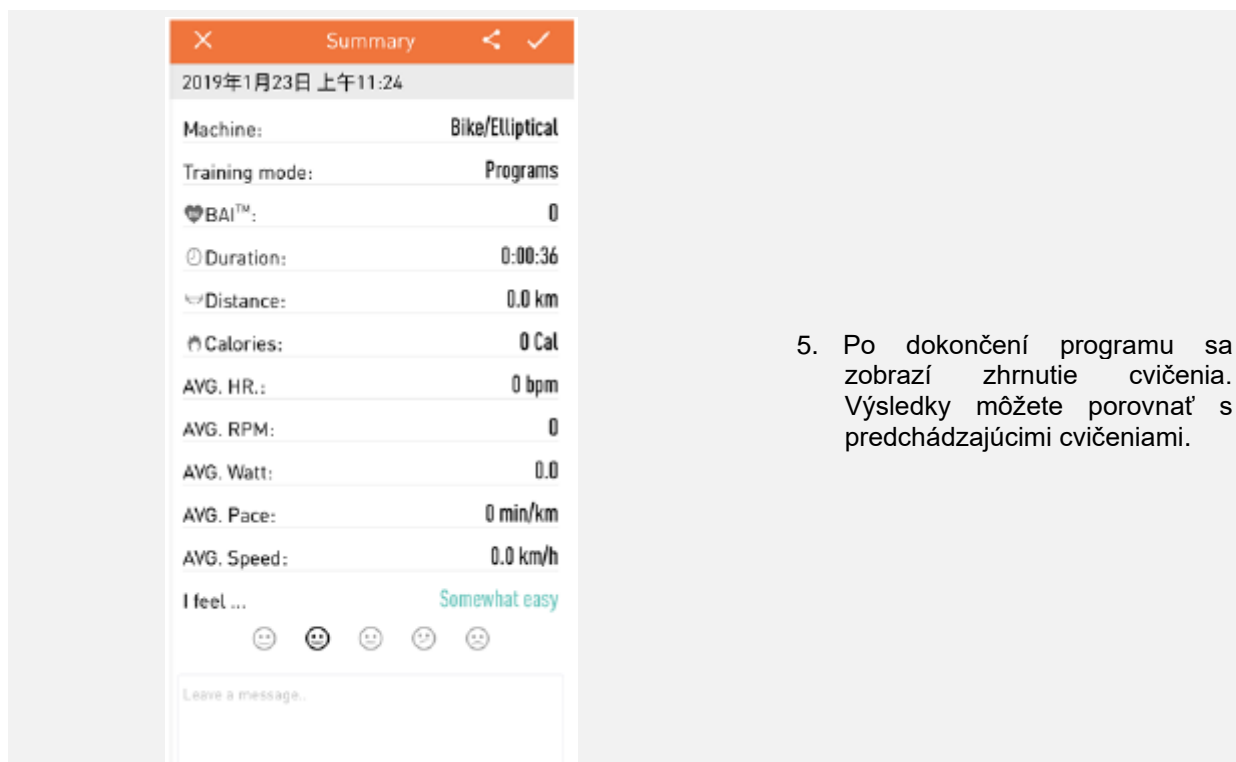 Summary
2019年1月23日 上午11:24
Machine: Bike/Elliptical
Training mode: Programs
BAI™: 0
Duration: 0:00:36
Distance: 0.0 km
Calories: 0 Cal
AVG. HR.: 0 bpm
AVG. RPM: 0
AVG. Watt: 0.0
AVG. Pace: 0 min/km
AVG. Speed: 0.0 km/h
I feel ... Somewhat easy
Leave a message..
5. Po dokončení programu sa
zobrazí zhrnutie cvičenia.
Výsledky môžete porovnať s
predchádzajúcimi cvičeniami.